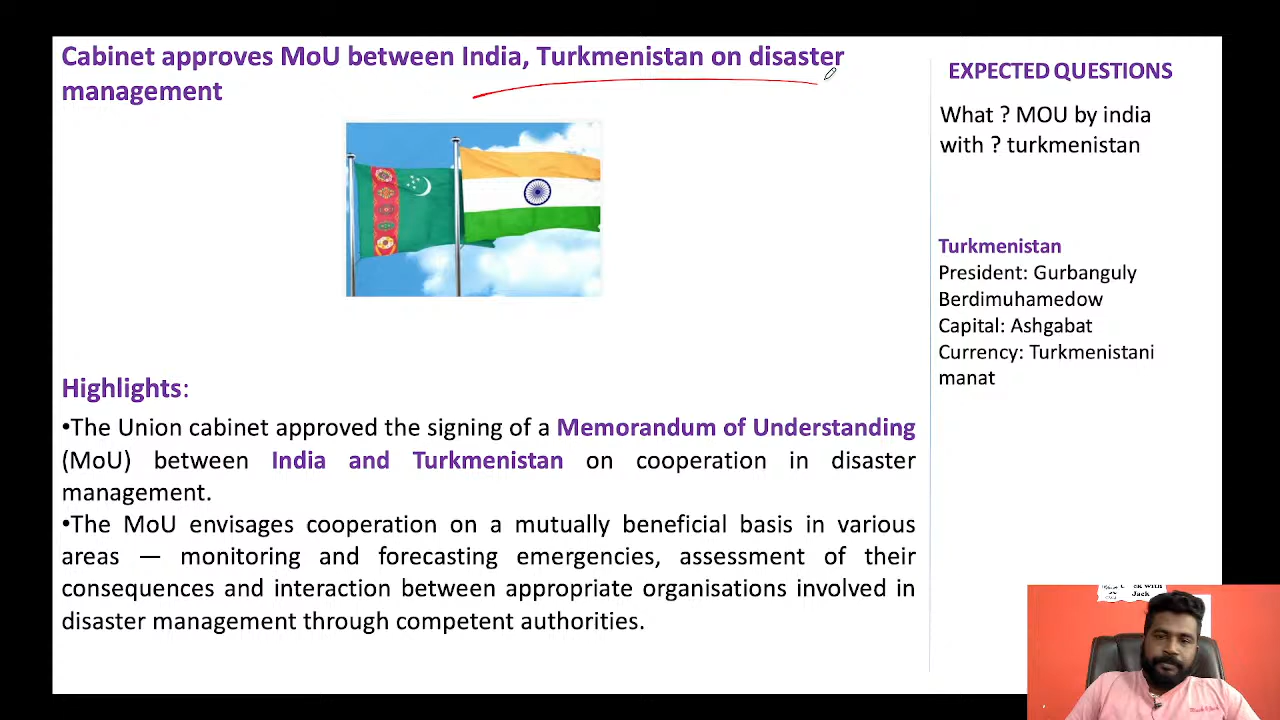 Cabinet approves MoU between India, Turkmenistan on disaster
management
Highlights:
•The Union cabinet approved the signing of a Memorandum of Understanding
(MoU) between India and Turkmenistan on cooperation in disaster
management.
•The MoU envisages cooperation on a mutually beneficial basis in various
areas — monitoring and forecasting emergencies, assessment of their
consequences and interaction between appropriate organisations involved in
disaster management through competent authorities.
EXPECTED QUESTIONS
What ? MOU by india
with ? turkmenistan
Turkmenistan
President: Gurbanguly
Berdimuhamedow
Capital: Ashgabat
Currency: Turkmenistani
manat
with
Jack